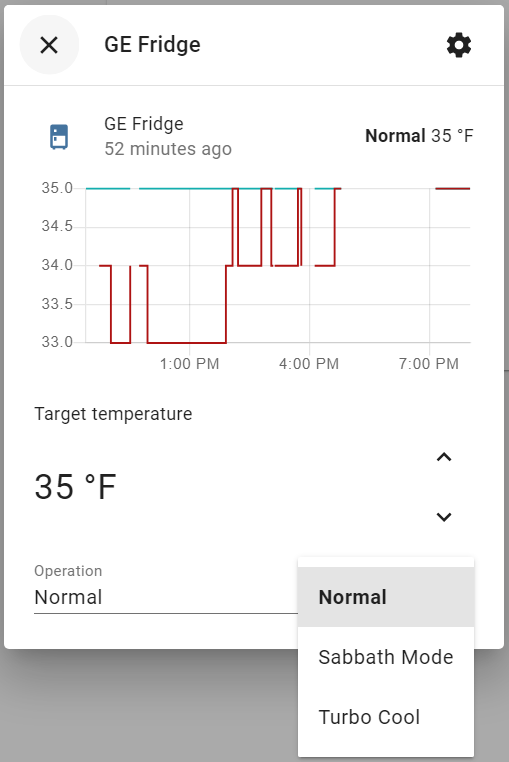 GE Fridge
GE Fridge
Normal 35 °F
52 minutes ago
35.0
34.5
34.0
33.5
33.0
1:00 PM 4:00 PM 7:00 PM
Target temperature
35 °F
Operation
Normal
Normal
Sabbath Mode
Turbo Cool